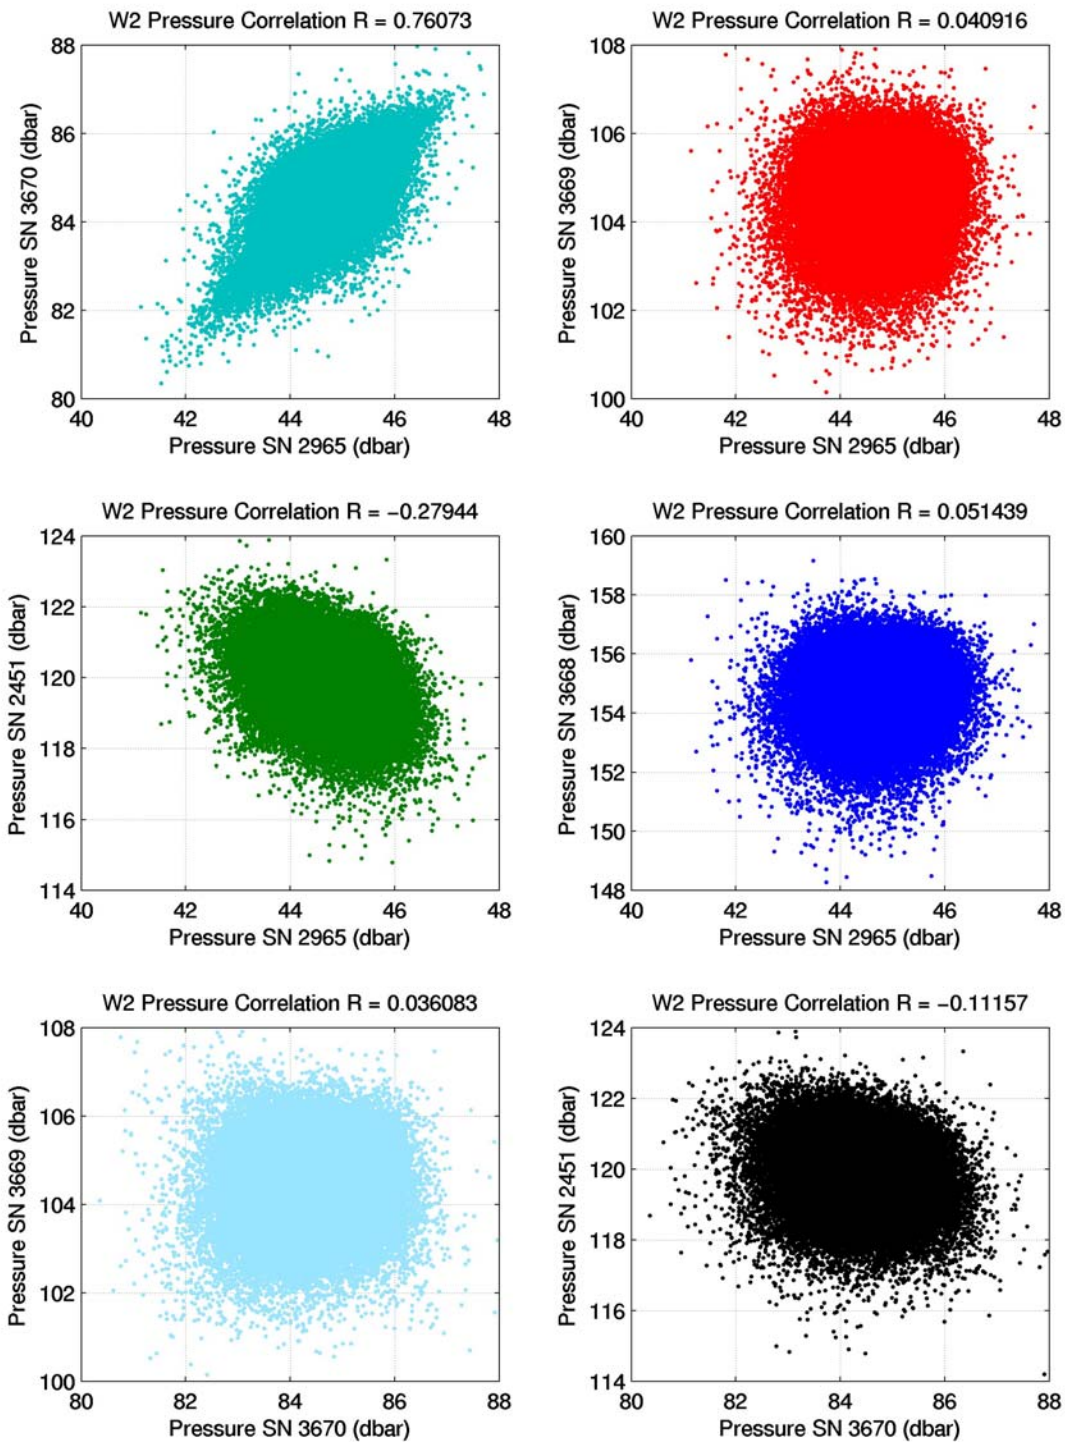 W2 Pressure Correlation R = 0.76073
88
86
84
82
80
Pressure SN 3670 (dbar)
40 42 44 46 48
Pressure SN 2965 (dbar)
W2 Pressure Correlation R = 0.040916
108
106
104
102
100
Pressure SN 3669 (dbar)
40 42 44 46 48
Pressure SN 2965 (dbar)
W2 Pressure Correlation R = −0.27944
124
122
120
118
116
114
Pressure SN 2451 (dbar)
40 42 44 46 48
Pressure SN 2965 (dbar)
W2 Pressure Correlation R = 0.051439
160
158
156
154
152
150
148
Pressure SN 3668 (dbar)
40 42 44 46 48
Pressure SN 2965 (dbar)
W2 Pressure Correlation R = 0.036083
108
106
104
102
100
Pressure SN 3669 (dbar)
80 82 84 86 88
Pressure SN 3670 (dbar)
W2 Pressure Correlation R = −0.11157
124
122
120
118
116
114
Pressure SN 2451 (dbar)
80 82 84 86 88
Pressure SN 3670 (dbar)